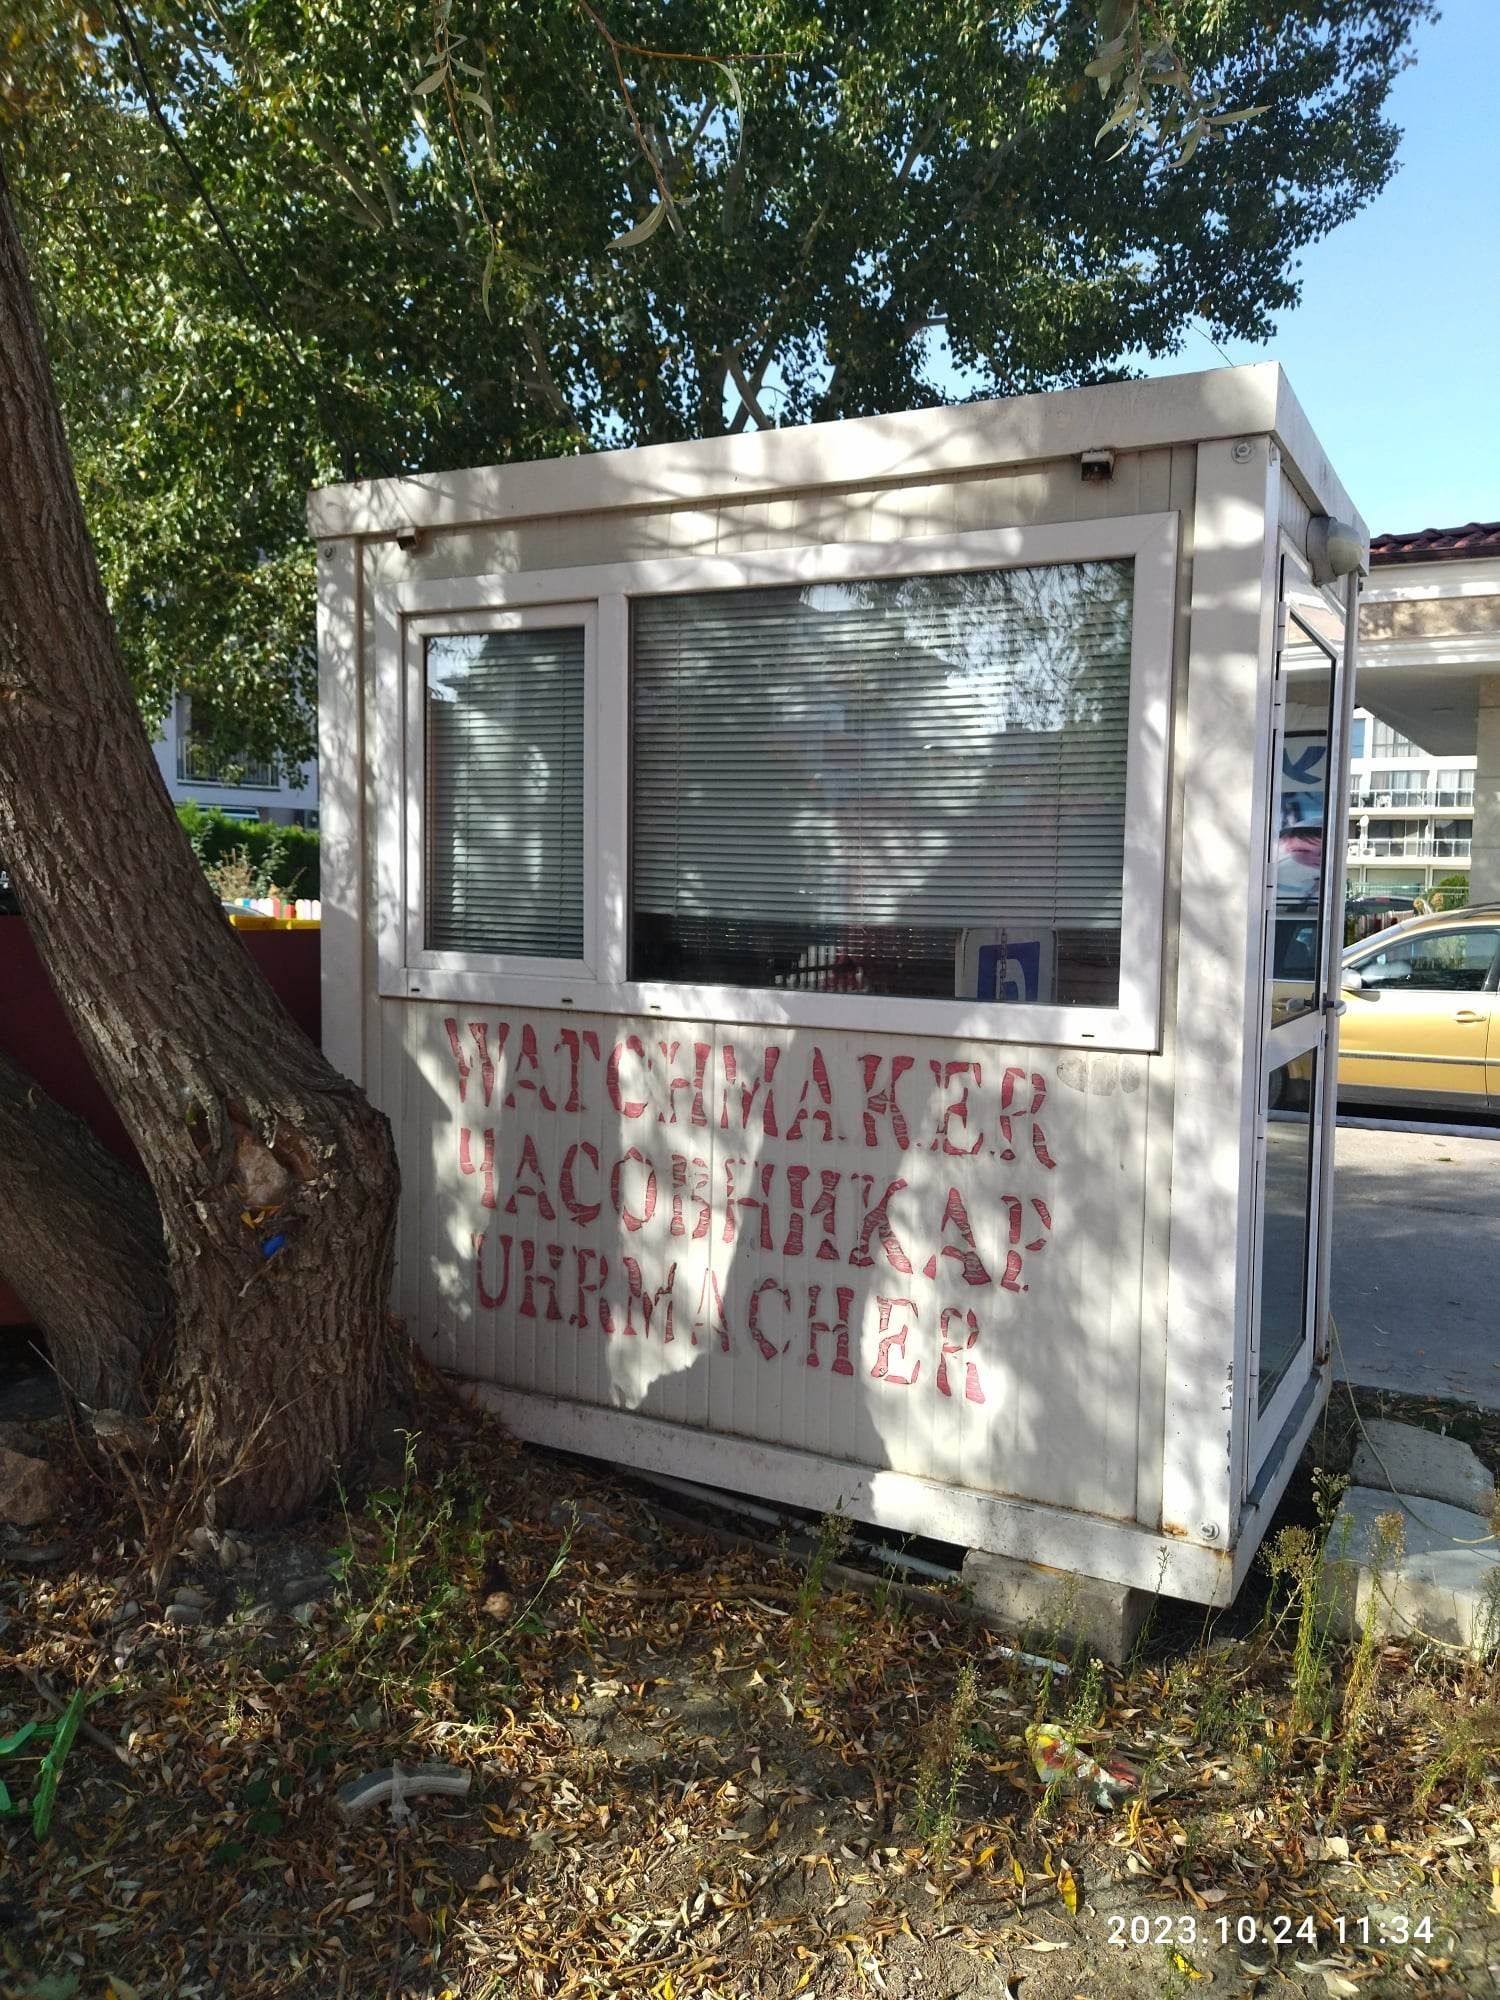 WATCHMAKER
ЧАСОВНИКАР
UHRMACHER
2023.10.24 11:34